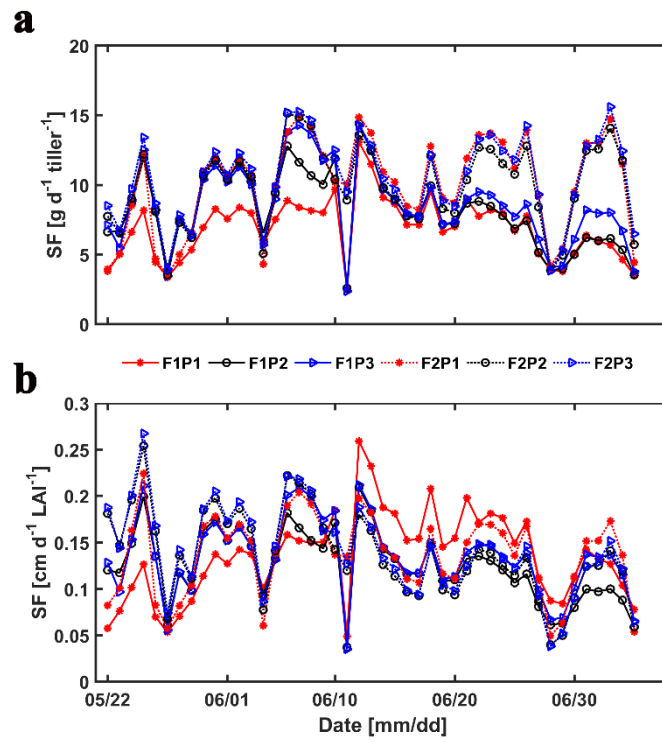 a
20
15
10
5
0
SF [g d⁻¹ tiller⁻¹]
F1P1 F1P2 F1P3 F2P1 F2P2 F2P3
b
0.3
0.25
0.2
0.15
0.1
0.05
0
SF [cm d⁻¹ LAI⁻¹]
05/22 06/01 06/10 06/20 06/30
Date [mm/dd]